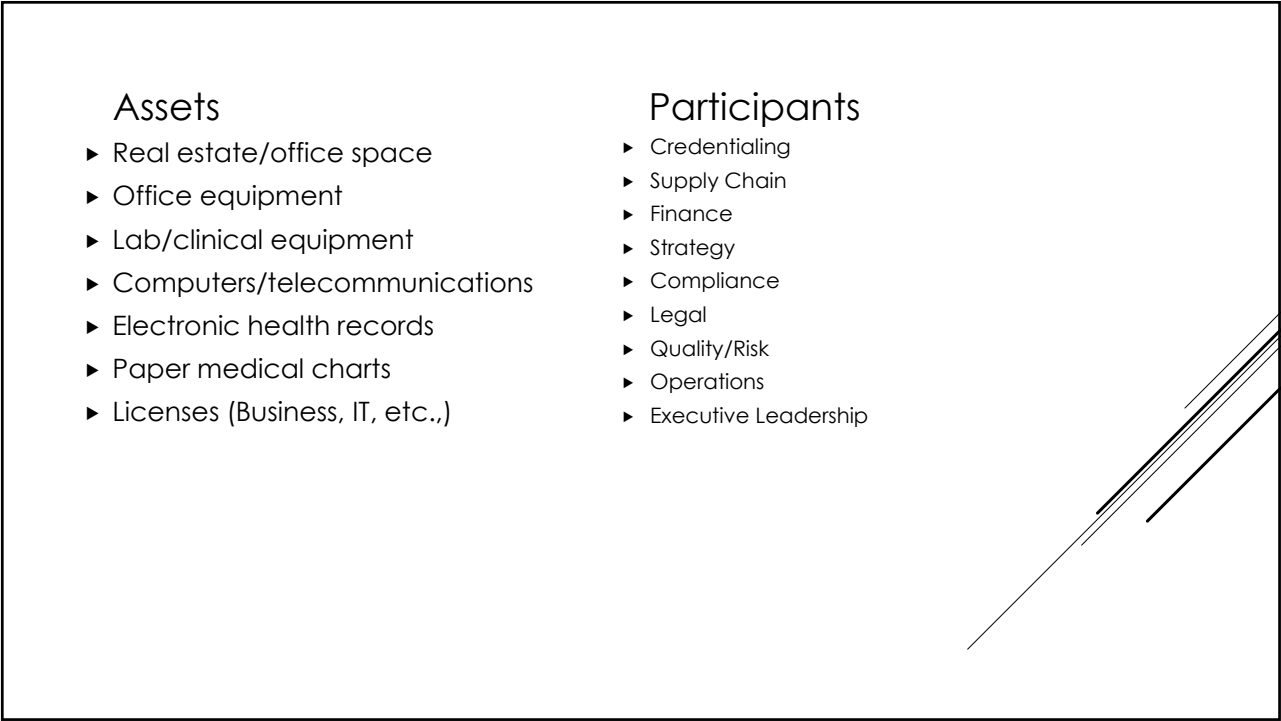 Assets
Real estate/office space
Office equipment
Lab/clinical equipment
Computers/telecommunications
Electronic health records
Paper medical charts
Licenses (Business, IT, etc.,)
Participants
Credentialing
Supply Chain
Finance
Strategy
Compliance
Legal
Quality/Risk
Operations
Executive Leadership